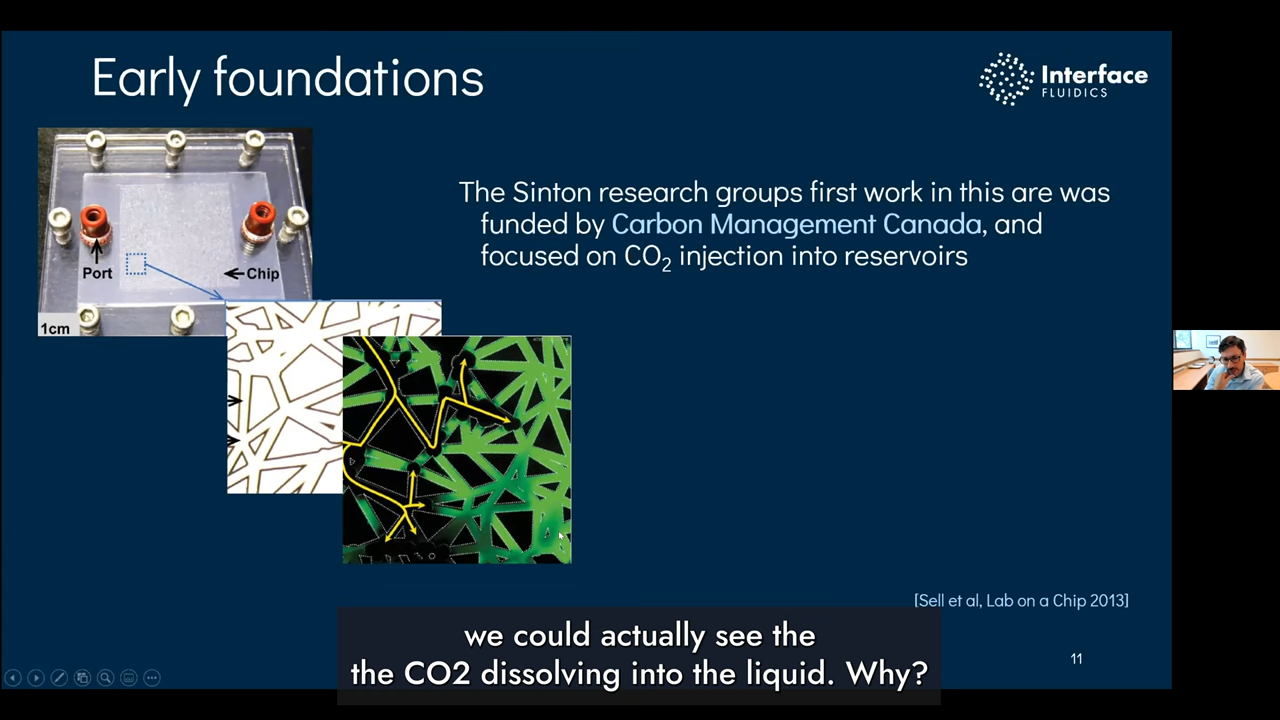 Early foundations
Interface
FLUIDICS
The Sinton research groups first work in this are was
funded by Carbon Management Canada, and
focused on CO₂ injection into reservoirs
Port
Chip
1cm
[Sell et al, Lab on a Chip 2013]
11
we could actually see the
the CO2 dissolving into the liquid. Why?